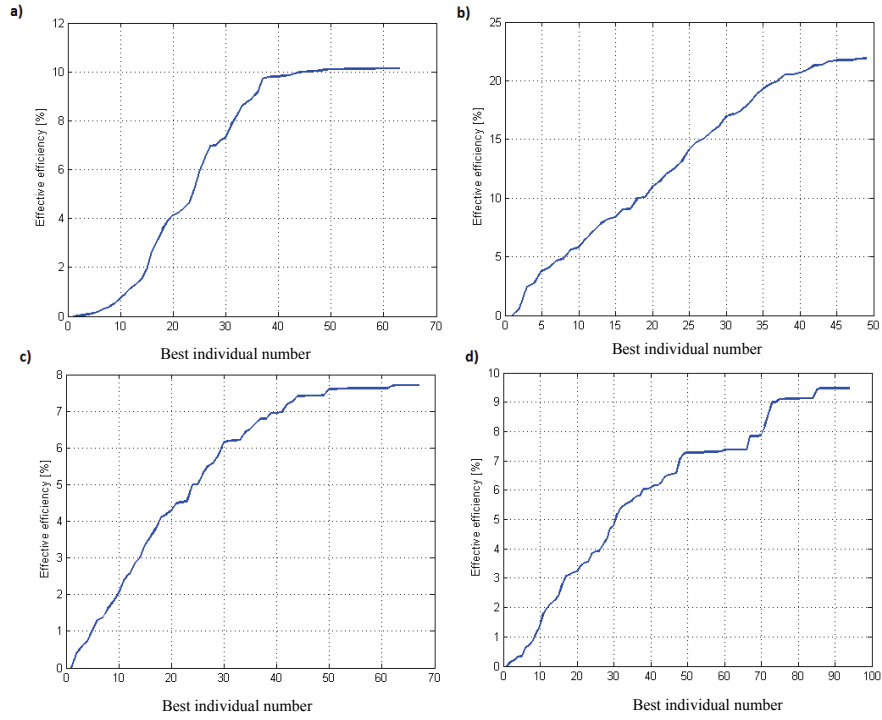 a)
12
10
8
6
4
2
0
Effective efficiency [%]
0 10 20 30 40 50 60 70
Best individual number
b)
25
20
15
10
5
0
Effective efficiency [%]
5 10 15 20 25 30 35 40 45 50
Best individual number
c)
8
7
6
5
4
3
2
1
0
Effective efficiency [%]
0 10 20 30 40 50 60 70
Best individual number
d)
10
9
8
7
6
5
4
3
2
1
0
Effective efficiency [%]
0 10 20 30 40 50 60 70 80 90 100
Best individual number